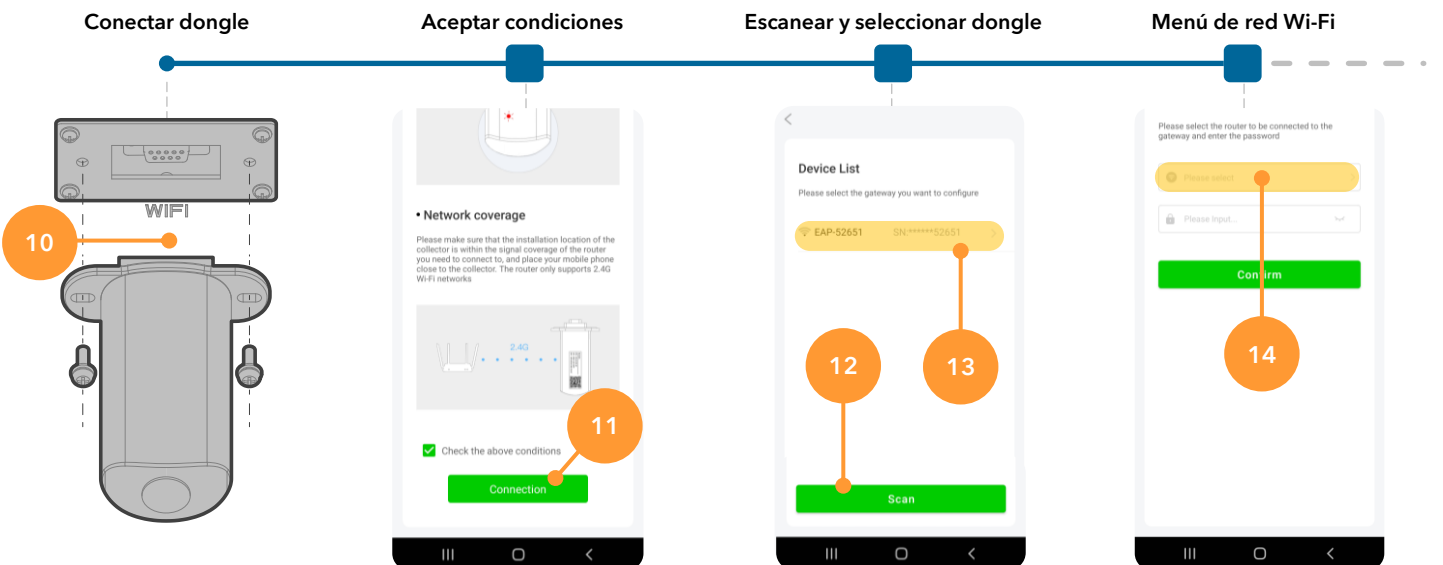 Conectar dongle
Aceptar condiciones
Escanear y seleccionar dongle
Menú de red Wi-Fi
WIFI
10
• Network coverage
Please make sure that the installation location of the
collector is within the signal coverage of the router
you need to connect to, and place your mobile phone
close to the collector. The router only supports 2.4G
Wi-Fi networks
2.4G
11
Check the above conditions
Connection
Device List
Please select the gateway you want to configure
EAP-52651 SN:******52651
12
13
Scan
Please select the router to be connected to the
gateway and enter the password
Please select
Please Input...
Confirm
14